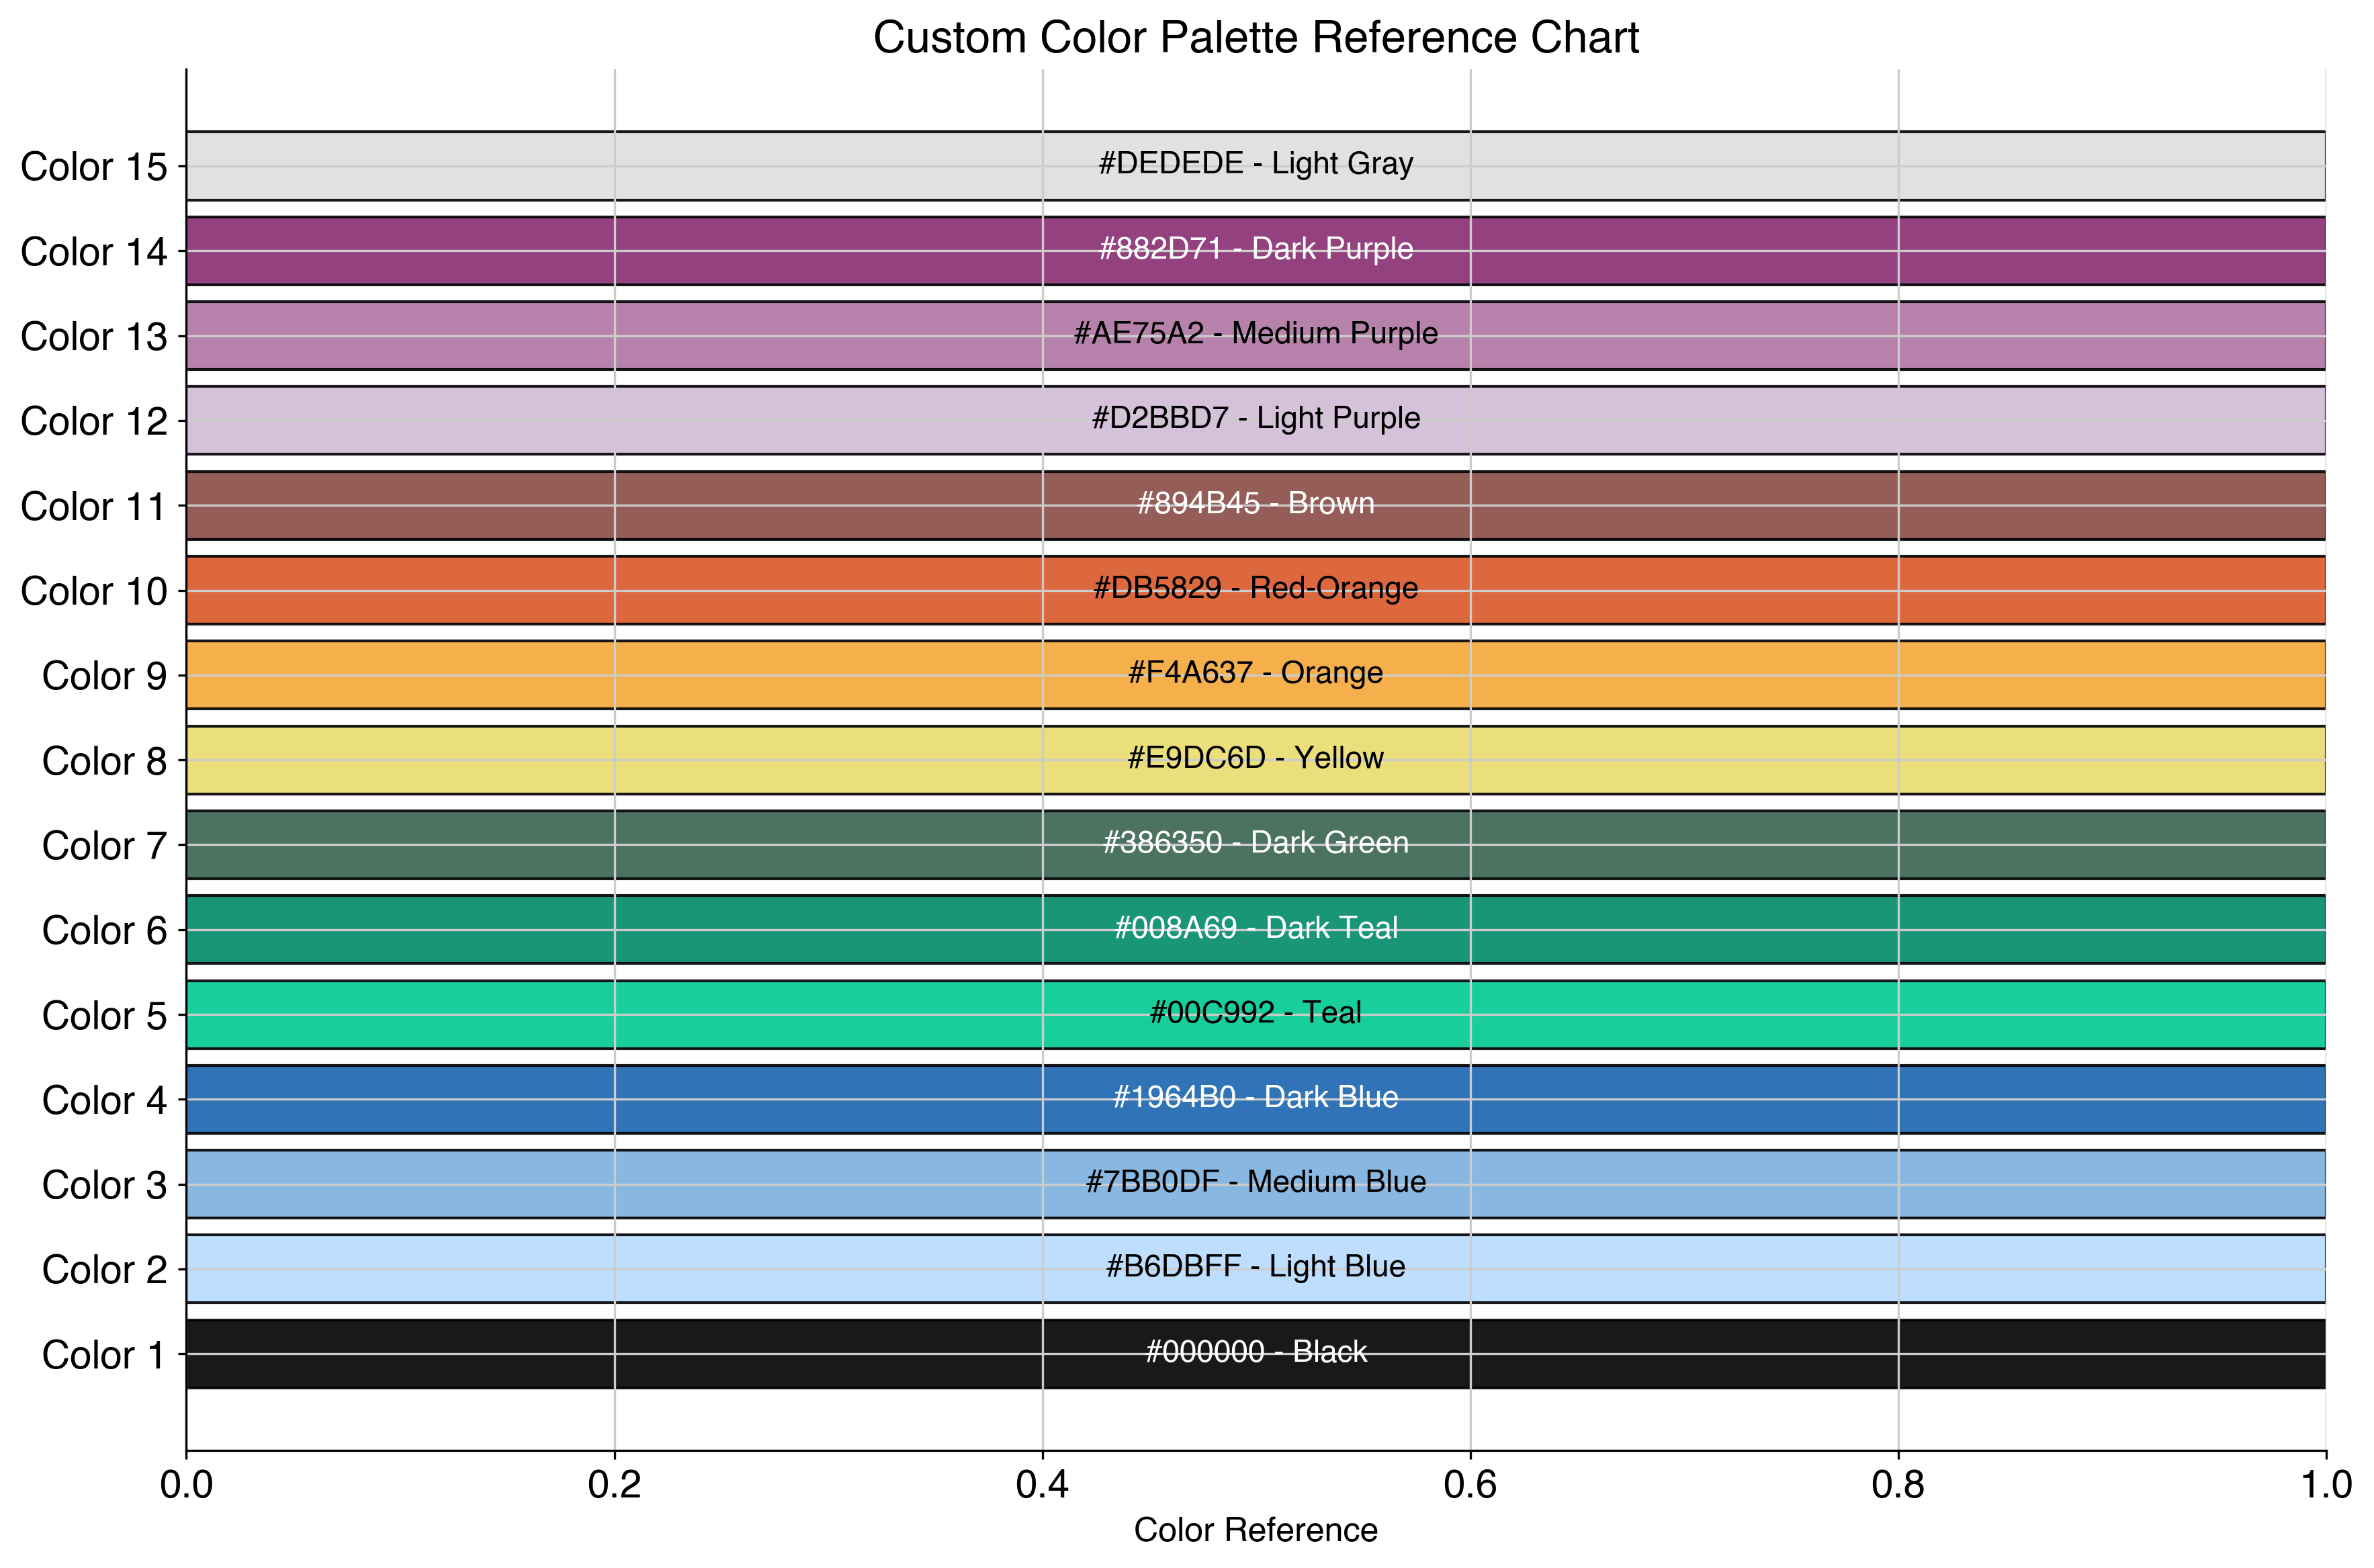 Custom Color Palette Reference Chart
Color 15 #DEDEDE - Light Gray
Color 14 #882D71 - Dark Purple
Color 13 #AE75A2 - Medium Purple
Color 12 #D2BBD7 - Light Purple
Color 11 #894B45 - Brown
Color 10 #DB5829 - Red-Orange
Color 9 #F4A637 - Orange
Color 8 #E9DC6D - Yellow
Color 7 #386350 - Dark Green
Color 6 #008A69 - Dark Teal
Color 5 #00C992 - Teal
Color 4 #1964B0 - Dark Blue
Color 3 #7BB0DF - Medium Blue
Color 2 #B6DBFF - Light Blue
Color 1 #000000 - Black
0.0 0.2 0.4 0.6 0.8 1.0
Color Reference